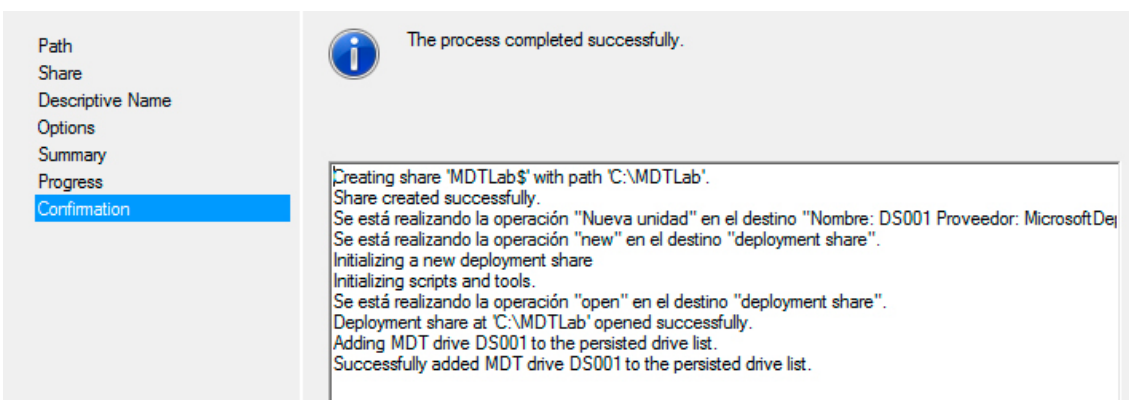 Path
Share
Descriptive Name
Options
Summary
Progress
Confirmation
The process completed successfully.
Creating share 'MDTLab$' with path 'C:\MDTLab'.
Share created successfully.
Se está realizando la operación "Nueva unidad" en el destino "Nombre: DS001 Proveedor: MicrosoftDep
Se está realizando la operación "new" en el destino "deployment share".
Initializing a new deployment share
Initializing scripts and tools.
Se está realizando la operación "open" en el destino "deployment share".
Deployment share at 'C:\MDTLab' opened successfully.
Adding MDT drive DS001 to the persisted drive list.
Successfully added MDT drive DS001 to the persisted drive list.